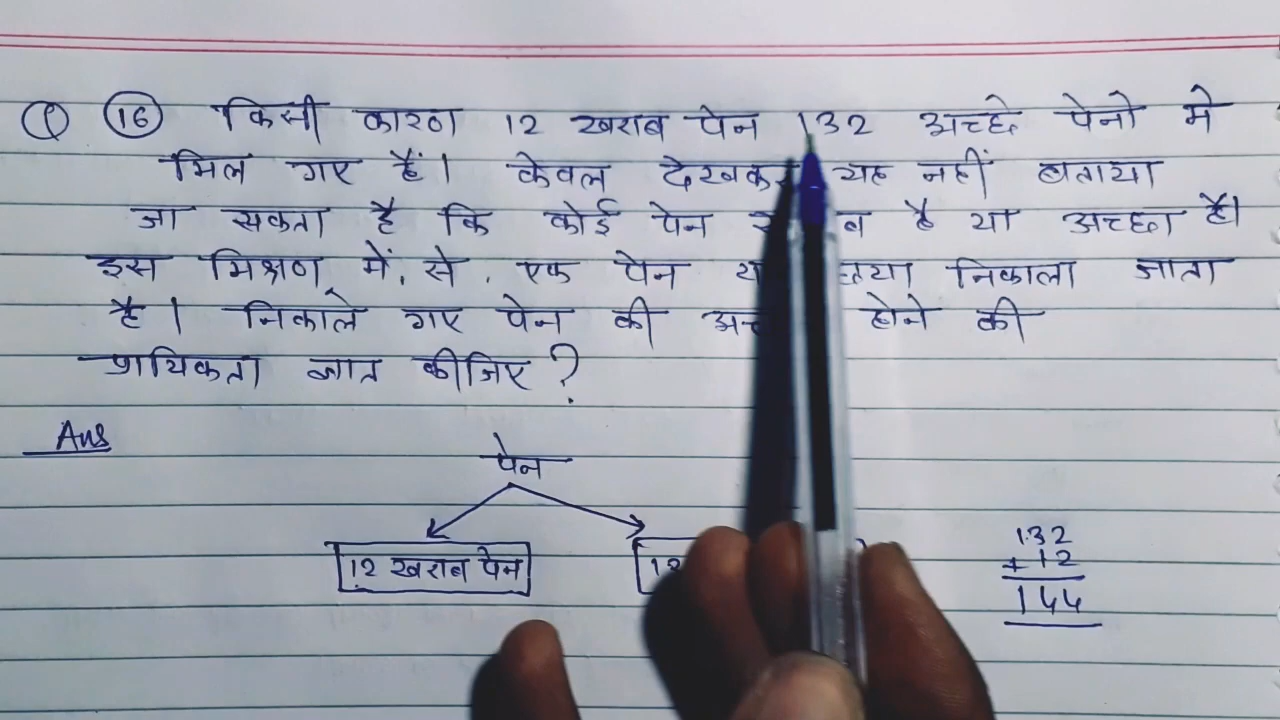 Q 16 किसी कारण 12 खराब पेन 132 अच्छे पेनो मे
मिल गए हैं। केवल देखकर यह नहीं बताया
जा सकता है कि कोई पेन है या अच्छा है।
इस मिश्रण में से एक पेन निकाला जाता
है। निकाले गए पेन की होने की
प्रायिकता ज्ञात कीजिए?
Ans
पेन
12 खराब पेन
132
+ 12
144